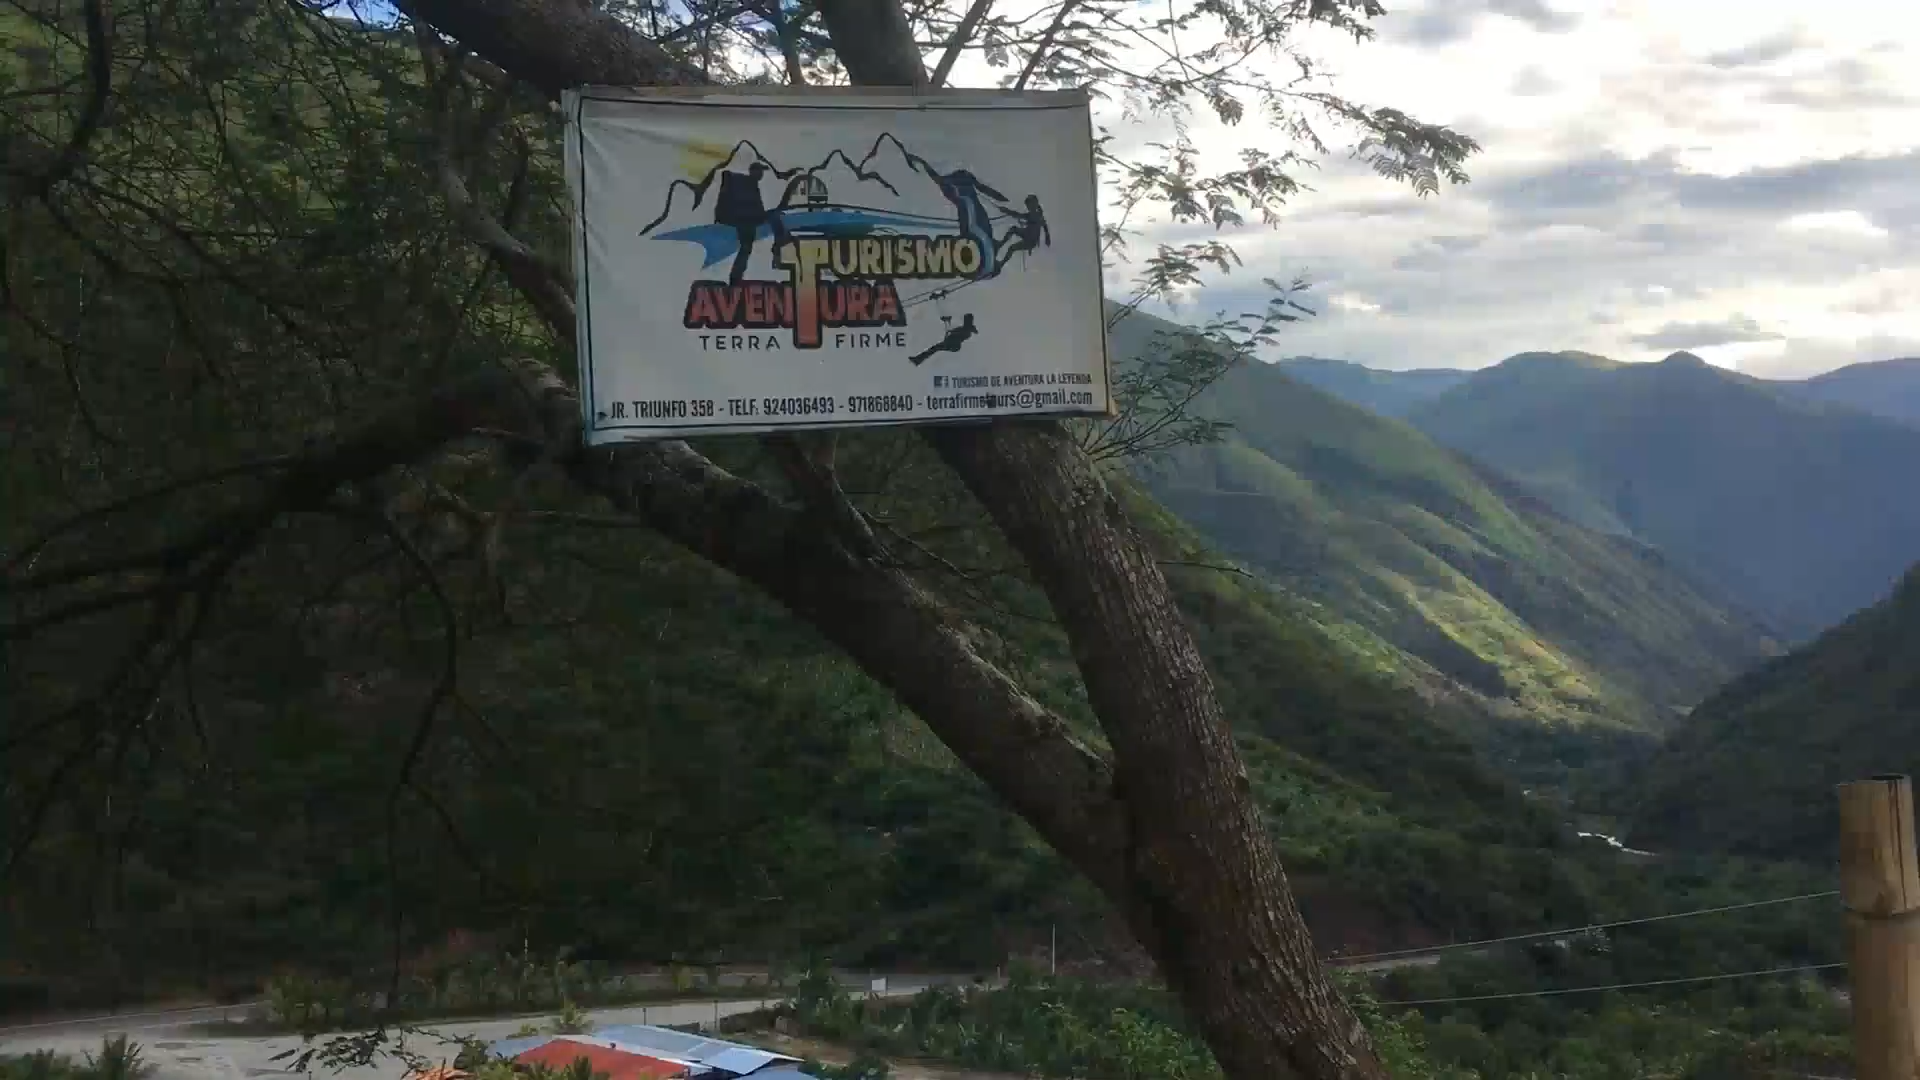 TURISMO
AVENTURA
TERRA FIRME
TURISMO DE AVENTURA LA LEYENDA
JR. TRIUNFO 358 - TELF: 924036493 - 971868840 - terrafirmetours@gmail.com